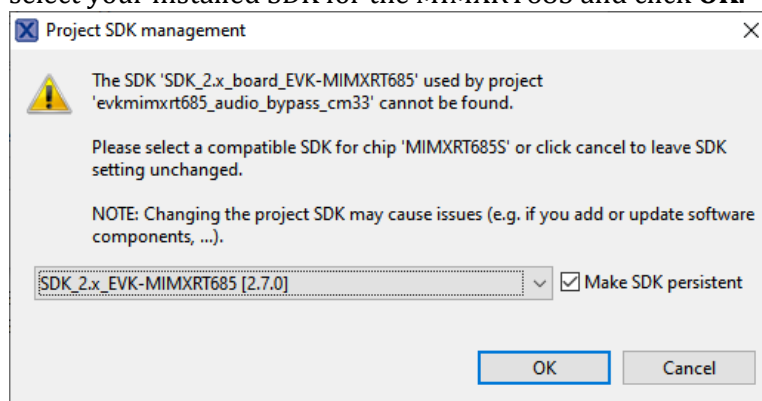 select your installed SDK for the MIMXRT685S and click OK.
Project SDK management
The SDK 'SDK_2.x_board_EVK-MIMXRT685' used by project
'evkmimxrt685_audio_bypass_cm33' cannot be found.
Please select a compatible SDK for chip 'MIMXRT685S' or click cancel to leave SDK
setting unchanged.
NOTE: Changing the project SDK may cause issues (e.g. if you add or update software
components, ...).
SDK_2.x_EVK-MIMXRT685 [2.7.0] Make SDK persistent
OK Cancel